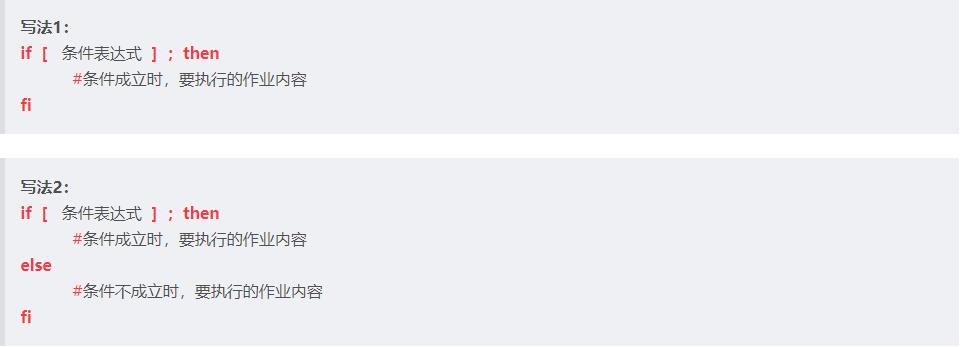 写法1：
if [ 条件表达式 ] ; then
#条件成立时，要执行的作业内容
fi
写法2：
if [ 条件表达式 ] ; then
#条件成立时，要执行的作业内容
else
#条件不成立时，要执行的作业内容
fi